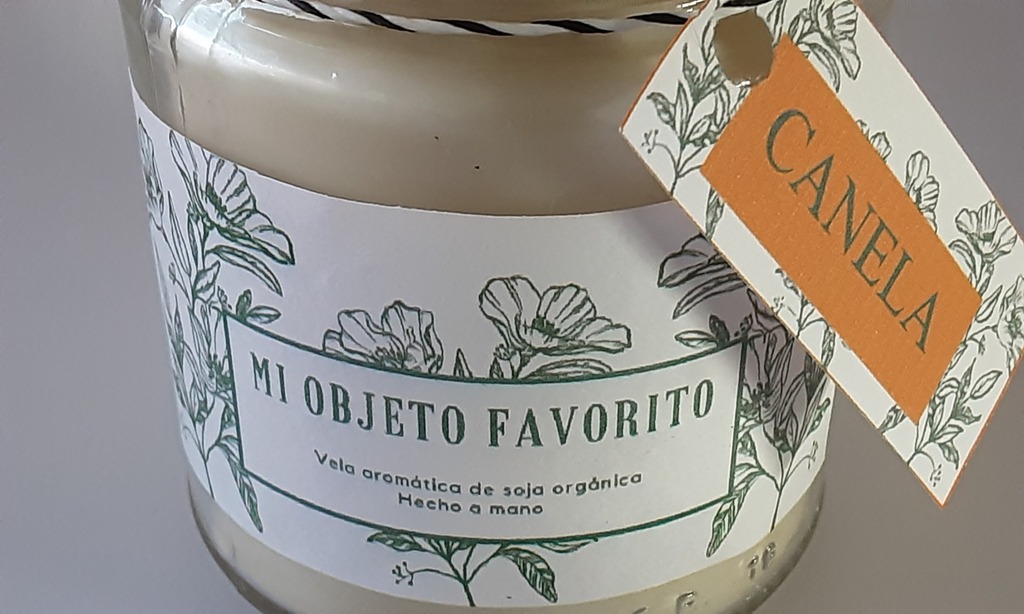 CANELA
MI OBJETO FAVORITO
Vela aromática de soja orgánica
Hecho a mano